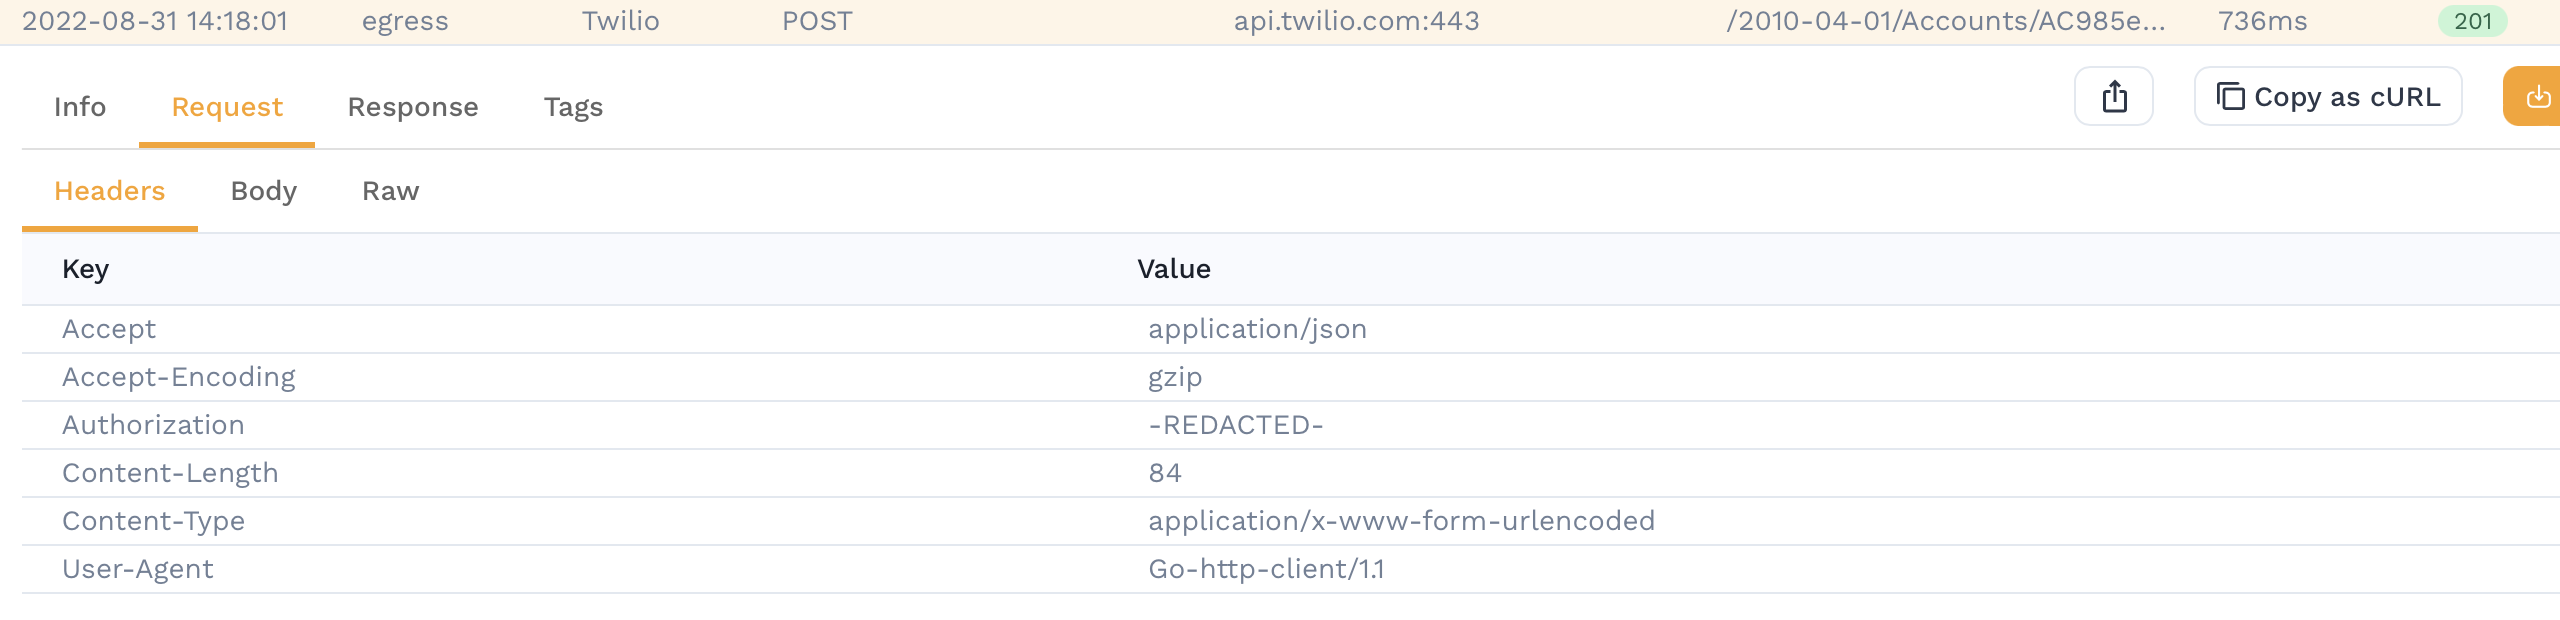 2022-08-31 14:18:01 egress Twilio POST api.twilio.com:443 /2010-04-01/Accounts/AC985e... 736ms 201
Info Request Response Tags Copy as cURL
Headers Body Raw
Key Value
Accept application/json
Accept-Encoding gzip
Authorization -REDACTED-
Content-Length 84
Content-Type application/x-www-form-urlencoded
User-Agent Go-http-client/1.1